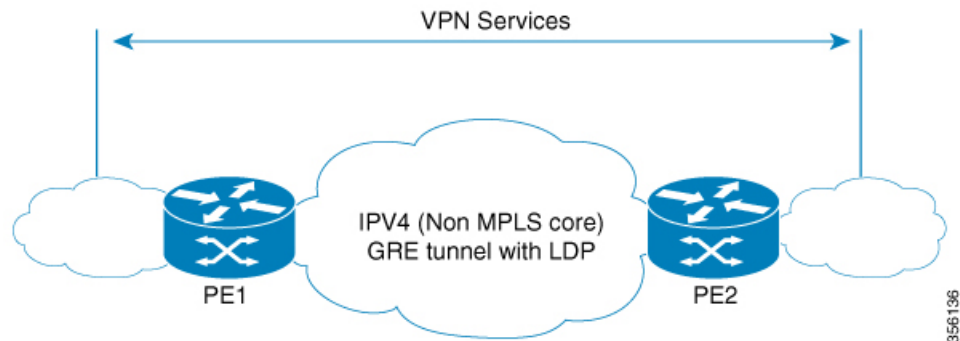 VPN Services
IPV4 (Non MPLS core)
GRE tunnel with LDP
PE1
PE2
356136